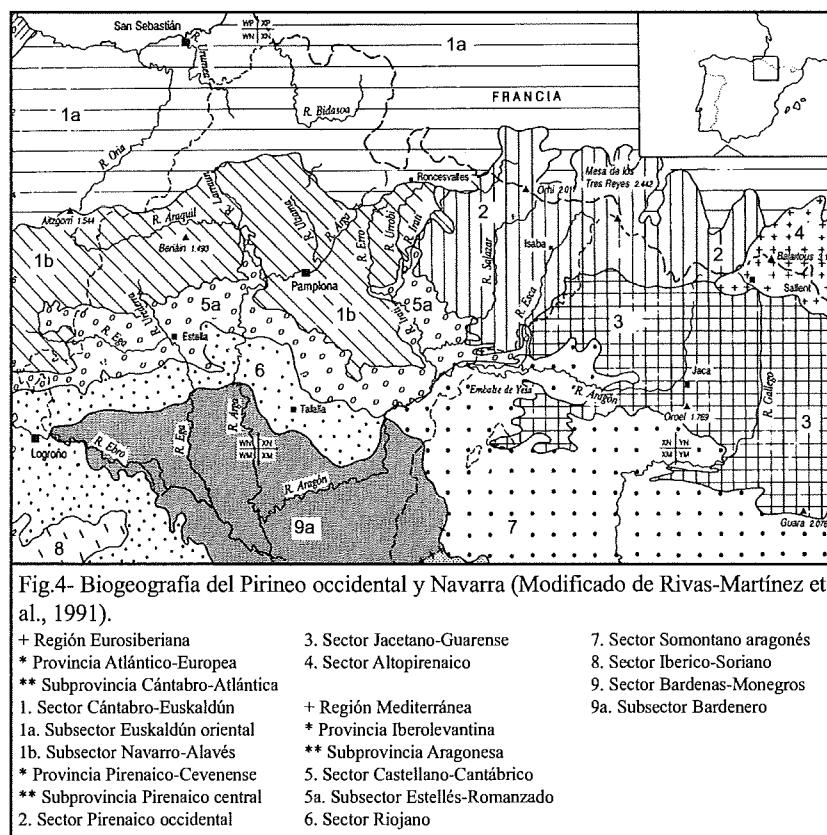 San Sebastián
WP XP
WN XN
1a
FRANCIA
R. Urumea
R. Bidasoa
1a
R. Oria
Roncesvalles
Mesa de los
Tres Reyes 2.442
2
R. Araquil
R. Larraun
R. Ulzama
R. Arga
R. Erro
R. Urrobi
R. Irati
Isaba
R. Salazar
2
4
1b
Beriáin 1.493
Pamplona
Sallent
5a
R. Urederra
R. Irati
5a
1b
R. Esca
3
R. Ega
Estella
6
Embalse de Yesa
R. Aragón
Jaca
R. Gallego
Tafalla
Oroel 1.769
Logroño
R. Ebro
R. Ega
R. Arga
WN XN
WM XM
XN YN
XM YM
3
R. Aragón
9a
7
Guara 2.076
8
Fig.4- Biogeografía del Pirineo occidental y Navarra (Modificado de Rivas-Martínez et
al., 1991).
+ Región Eurosiberiana
* Provincia Atlántico-Europea
** Subprovincia Cántabro-Atlántica
1. Sector Cántabro-Euskaldún
1a. Subsector Euskaldún oriental
1b. Subsector Navarro-Alavés
* Provincia Pirenaico-Cevenense
** Subprovincia Pirenaico central
2. Sector Pirenaico occidental
3. Sector Jacetano-Guarense
4. Sector Altopirenaico
+ Región Mediterránea
* Provincia Iberolevantina
** Subprovincia Aragonesa
5. Sector Castellano-Cantábrico
5a. Subsector Estellés-Romanzado
6. Sector Riojano
7. Sector Somontano aragonés
8. Sector Iberico-Soriano
9. Sector Bardenas-Monegros
9a. Subsector Bardenero